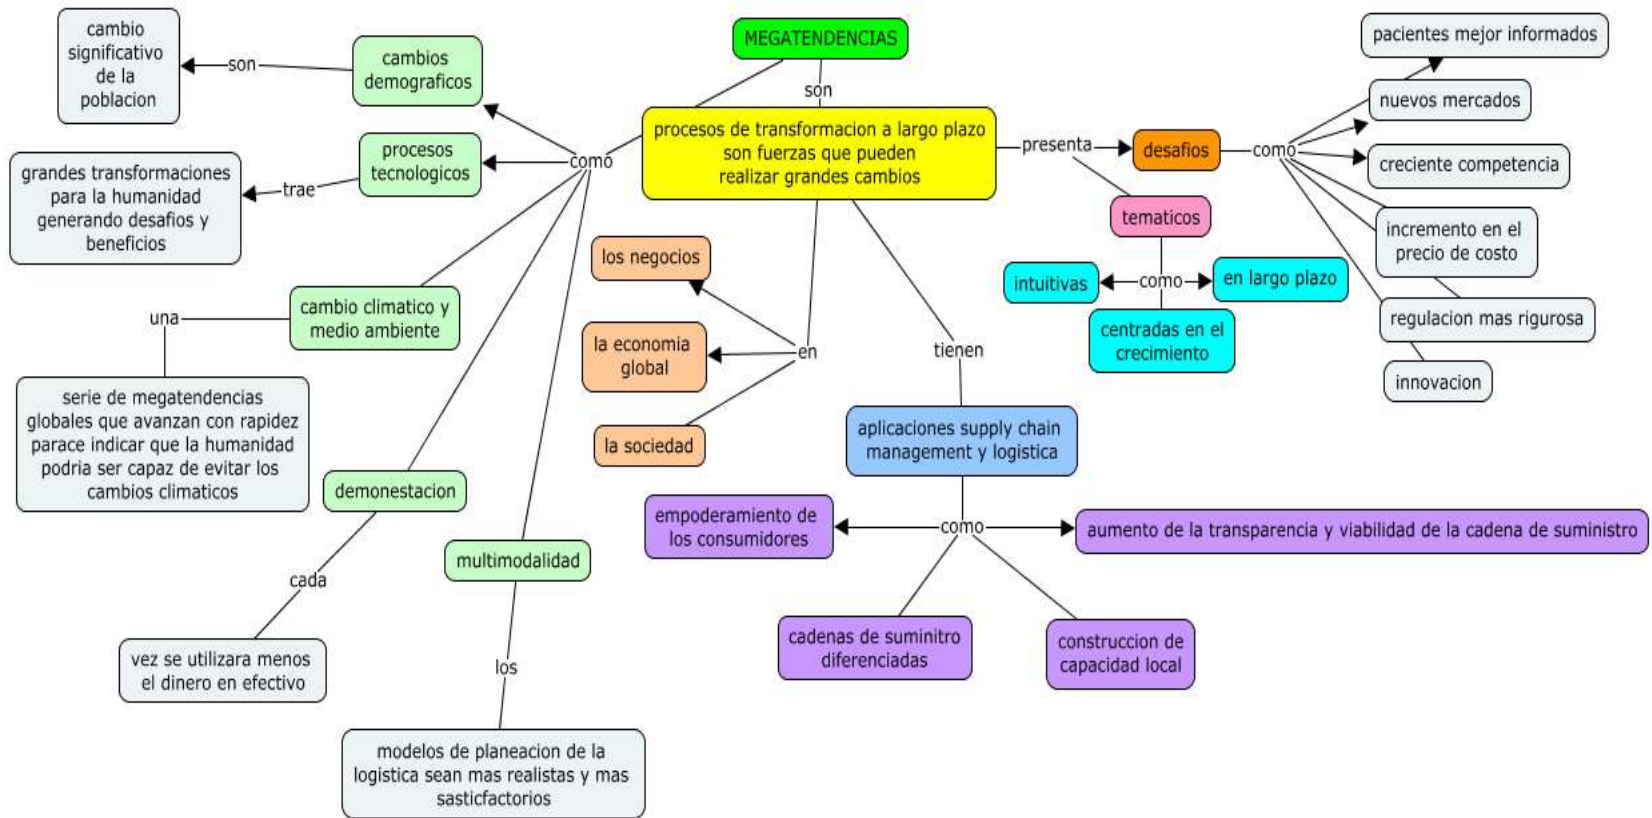 MEGATENDENCIAS
son
procesos de transformacion a largo plazo
son fuerzas que pueden
realizar grandes cambios
como
cambios
demograficos
son
cambio
significativo
de la
poblacion
procesos
tecnologicos
trae
grandes transformaciones
para la humanidad
generando desafios y
beneficios
cambio climatico y
medio ambiente
una
serie de megatendencias
globales que avanzan con rapidez
parace indicar que la humanidad
podria ser capaz de evitar los
cambios climaticos
demonestacion
cada
vez se utilizara menos
el dinero en efectivo
multimodalidad
los
modelos de planeacion de la
logistica sean mas realistas y mas
sasticfactorios
en
los negocios
la economia
global
la sociedad
tienen
aplicaciones supply chain
management y logistica
como
empoderamiento de
los consumidores
aumento de la transparencia y viabilidad de la cadena de suministro
cadenas de suminitro
diferenciadas
construccion de
capacidad local
presenta
desafios
como
pacientes mejor informados
nuevos mercados
creciente competencia
incremento en el
precio de costo
regulacion mas rigurosa
innovacion
tematicos
como
intuitivas
en largo plazo
centradas en el
crecimiento